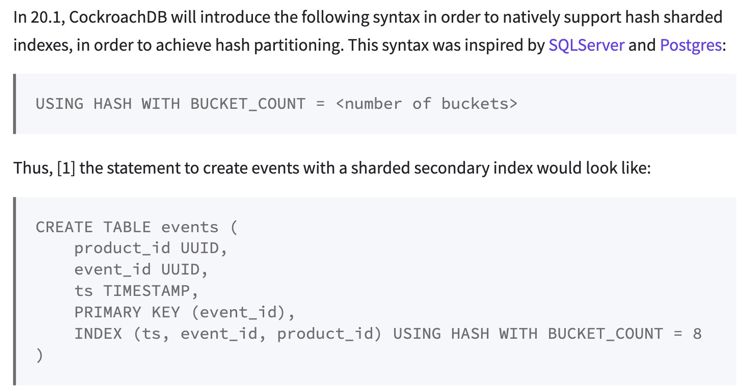 In 20.1, CockroachDB will introduce the following syntax in order to natively support hash sharded
indexes, in order to achieve hash partitioning. This syntax was inspired by SQLServer and Postgres:
USING HASH WITH BUCKET_COUNT = <number of buckets>
Thus, [1] the statement to create events with a sharded secondary index would look like:
CREATE TABLE events (
    product_id UUID,
    event_id UUID,
    ts TIMESTAMP,
    PRIMARY KEY (event_id),
    INDEX (ts, event_id, product_id) USING HASH WITH BUCKET_COUNT = 8
)